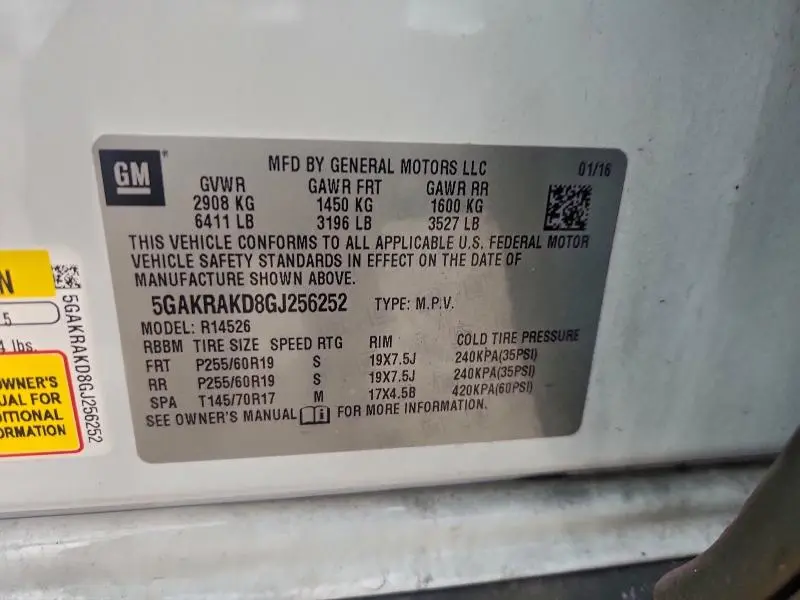 GM
MFD BY GENERAL MOTORS LLC 01/16
GVWR GAWR FRT GAWR RR
2908 KG 1450 KG 1600 KG
6411 LB 3196 LB 3527 LB
THIS VEHICLE CONFORMS TO ALL APPLICABLE U.S. FEDERAL MOTOR
VEHICLE SAFETY STANDARDS IN EFFECT ON THE DATE OF
MANUFACTURE SHOWN ABOVE.
5GAKRAKD8GJ256252 TYPE: M.P.V.
MODEL: R14526
RBBM TIRE SIZE SPEED RTG RIM COLD TIRE PRESSURE
FRT P255/60R19 S 19X7.5J 240KPA(35PSI)
RR P255/60R19 S 19X7.5J 240KPA(35PSI)
SPA T145/70R17 M 17X4.5B 420KPA(60PSI)
SEE OWNER'S MANUAL i FOR MORE INFORMATION.
N
5
lbs.
OWNER'S
UAL FOR
DITIONAL
ORMATION
5GAKRAKD8GJ256252